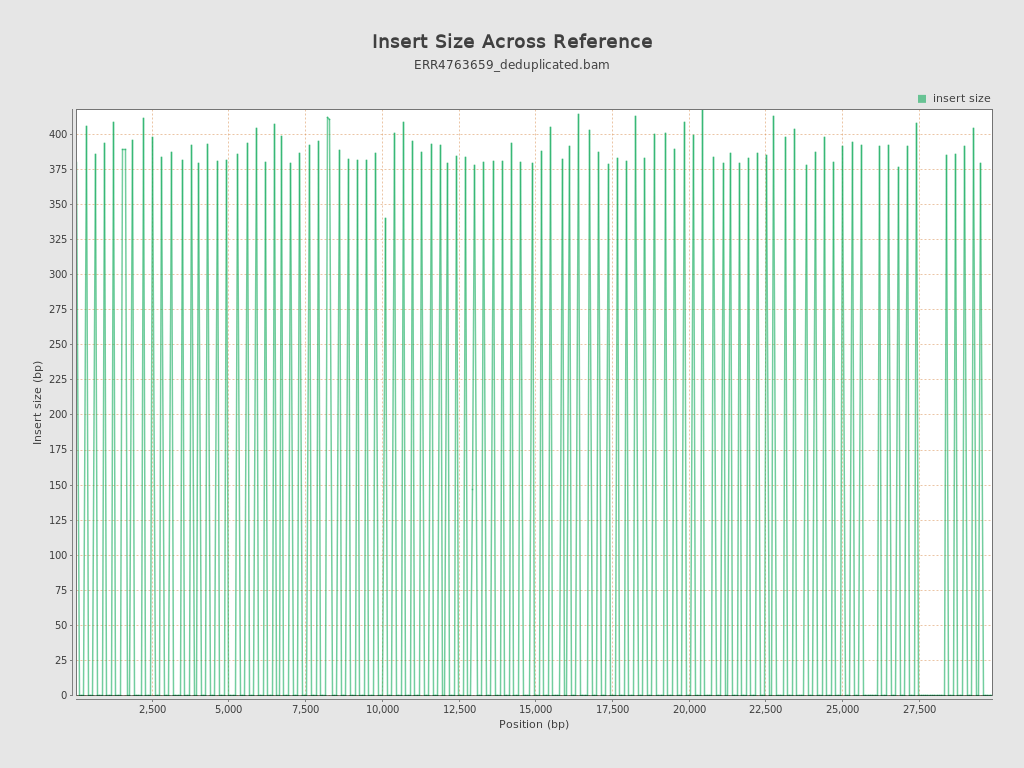 Insert Size Across Reference
ERR4763659_deduplicated.bam
insert size
400
375
350
325
300
275
250
225
200
175
150
125
100
75
50
25
0
Insert size (bp)
2,500 5,000 7,500 10,000 12,500 15,000 17,500 20,000 22,500 25,000 27,500
Position (bp)